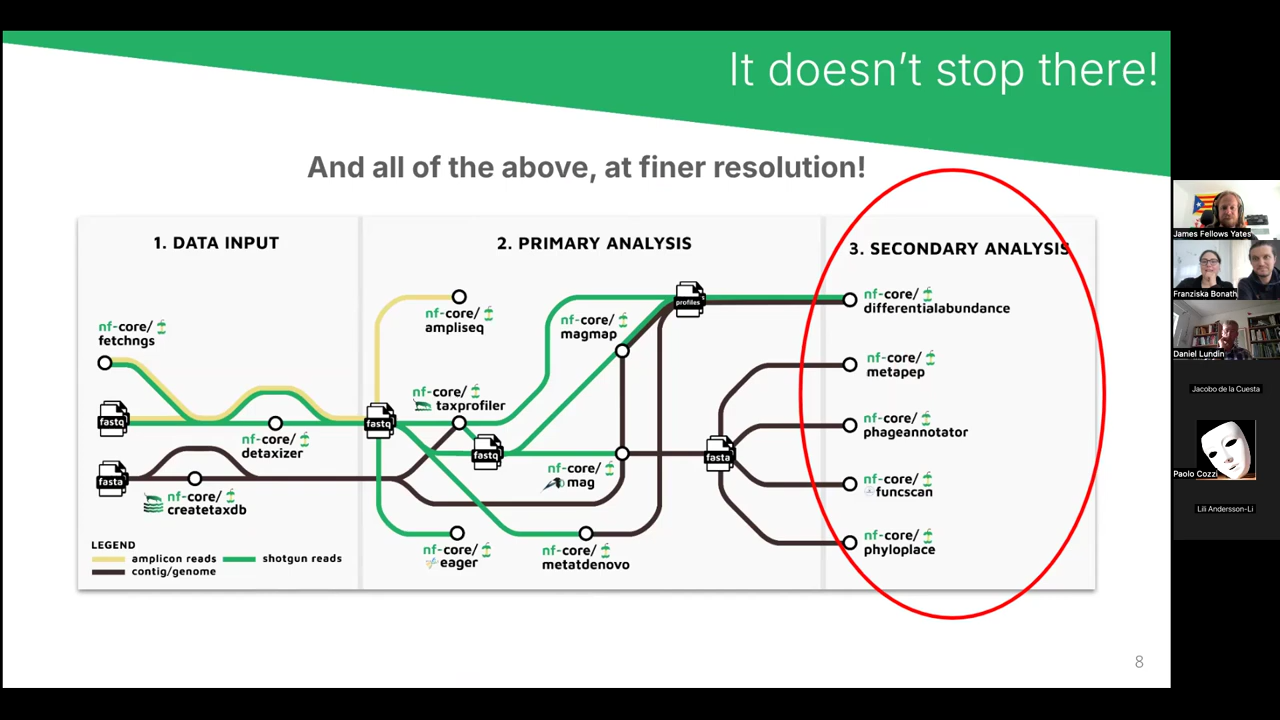 It doesn't stop there!
And all of the above, at finer resolution!
1. DATA INPUT
2. PRIMARY ANALYSIS
3. SECONDARY ANALYSIS
nf-core/
fetchngs
fastq
fasta
nf-core/
detaxizer
nf-core/
createtaxdb
LEGEND
amplicon reads
shotgun reads
contig/genome
nf-core/
ampliseq
nf-core/
magmap
profiles
nf-core/
taxprofiler
fastq
fastq
nf-core/
mag
fasta
nf-core/
eager
nf-core/
metatdenovo
nf-core/
differentialabundance
nf-core/
metapep
nf-core/
phageannotator
nf-core/
funcscan
nf-core/
phyloplace
8
James Fellows Yates
Franziska Bonath
Daniel Lundin
Jacobo de la Cuesta
Paolo Cozzi
Lili Andersson-Li